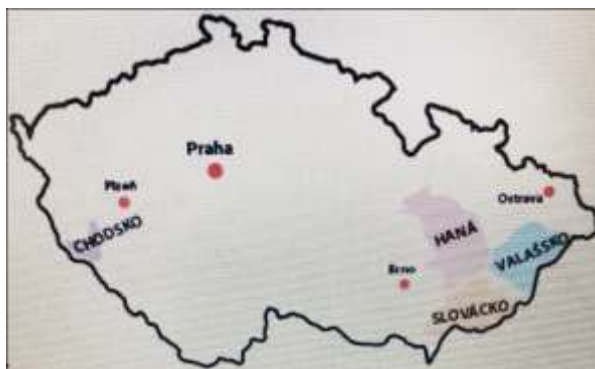 Praha
Plzeň
CHODSKO
Ostrava
HANÁ
VALAŠSKO
Brno
SLOVÁCKO